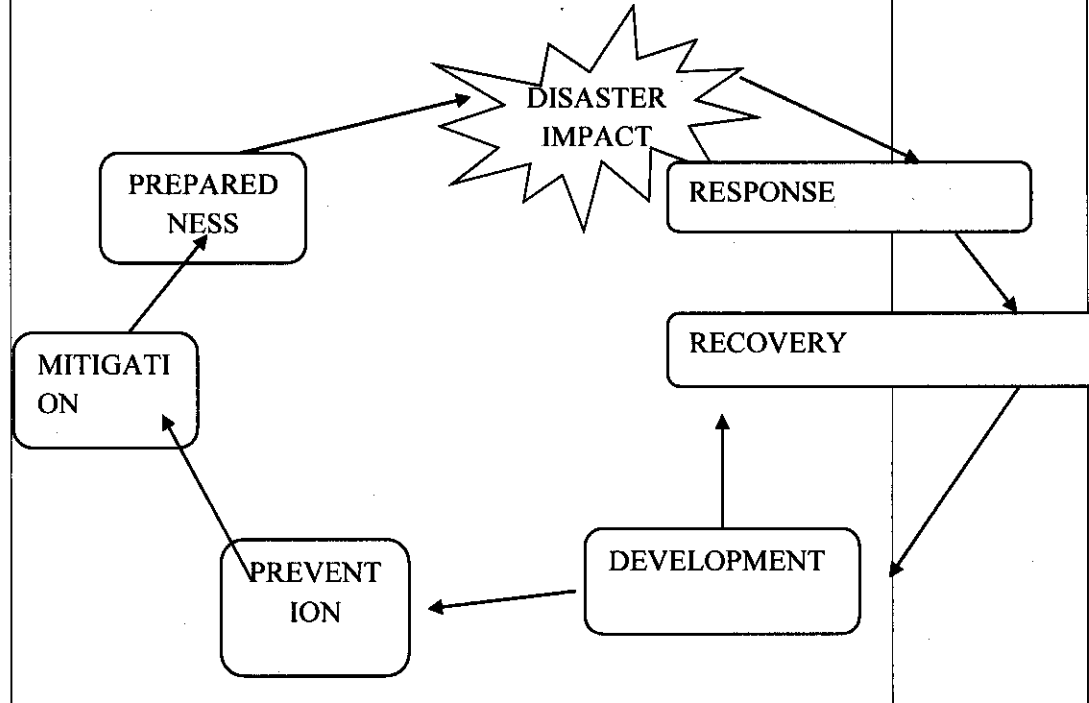 DISASTER
IMPACT
PREPARED
NESS
RESPONSE
MITIGATI
ON
RECOVERY
PREVENT
ION
DEVELOPMENT